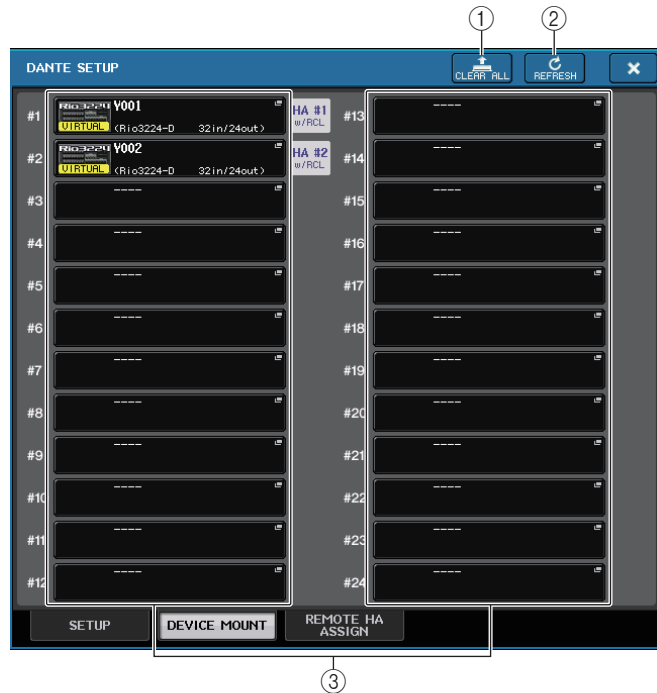 ① ②
DANTE SETUP
CLEAR ALL
REFRESH
#1 Rio3224 Y001
VIRTUAL (Rio3224-D 32in/24out)
HA #1
w/RCL
#2 Rio3224 Y002
VIRTUAL (Rio3224-D 32in/24out)
HA #2
w/RCL
#3 ----
#4 ----
#5 ----
#6 ----
#7 ----
#8 ----
#9 ----
#10 ----
#11 ----
#12 ----
#13 ----
#14 ----
#15 ----
#16 ----
#17 ----
#18 ----
#19 ----
#20 ----
#21 ----
#22 ----
#23 ----
#24 ----
SETUP
DEVICE MOUNT
REMOTE HA
ASSIGN
③